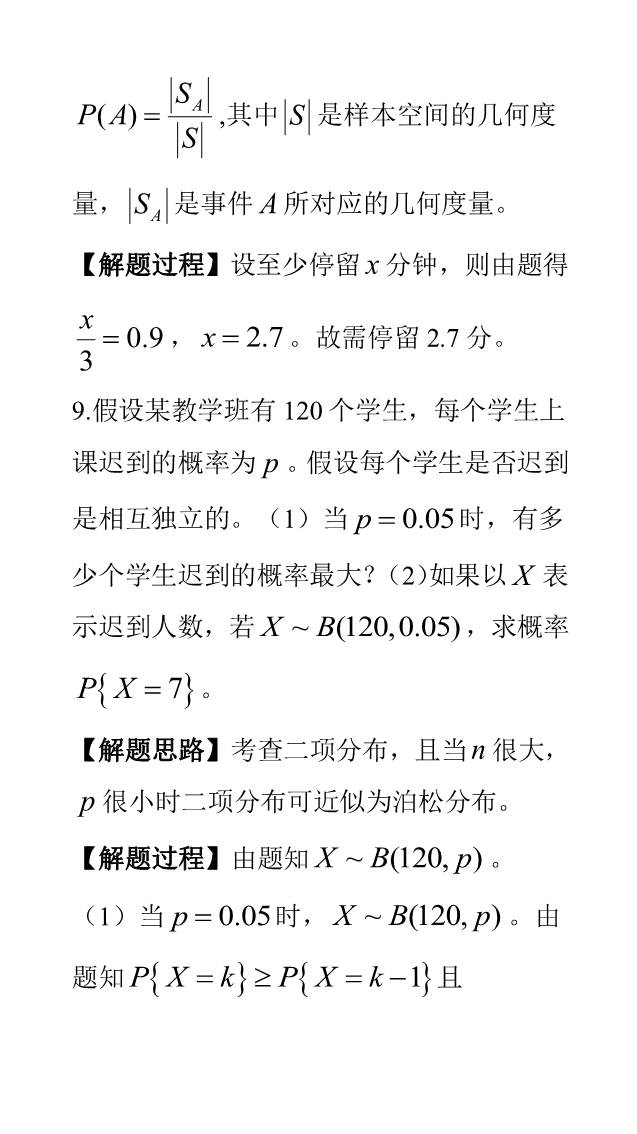 P(A) = |S_A| / |S| ,其中 |S| 是样本空间的几何度
量，|S_A| 是事件 A 所对应的几何度量。
【解题过程】设至少停留 x 分钟，则由题得
x/3 = 0.9，x = 2.7。故需停留 2.7 分。
9.假设某教学班有 120 个学生，每个学生上
课迟到的概率为 p 。假设每个学生是否迟到
是相互独立的。（1）当 p = 0.05时，有多
少个学生迟到的概率最大？（2）如果以 X 表
示迟到人数，若 X ~ B(120,0.05)，求概率
P{X = 7}。
【解题思路】考查二项分布，且当n 很大，
p 很小时二项分布可近似为泊松分布。
【解题过程】由题知 X ~ B(120, p) 。
（1）当 p = 0.05时， X ~ B(120, p) 。由
题知 P{X = k} ≥ P{X = k −1} 且